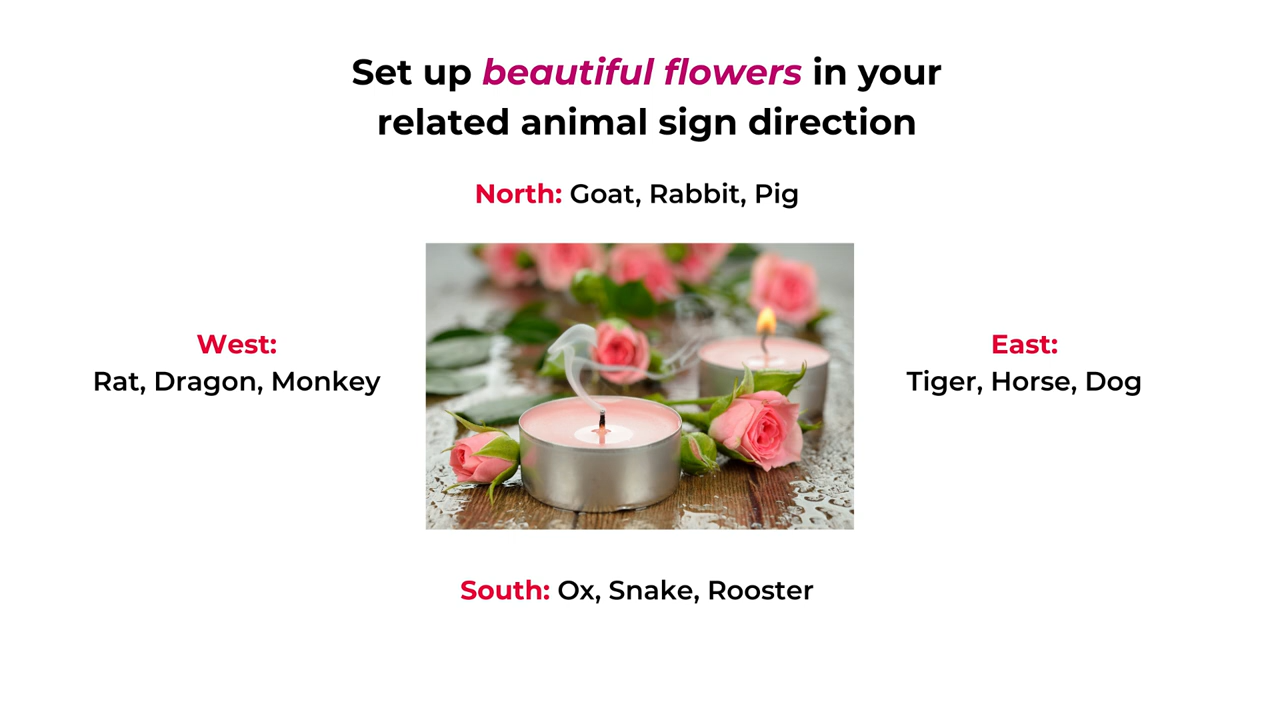 Set up beautiful flowers in your
related animal sign direction
North: Goat, Rabbit, Pig
West:
Rat, Dragon, Monkey
East:
Tiger, Horse, Dog
South: Ox, Snake, Rooster